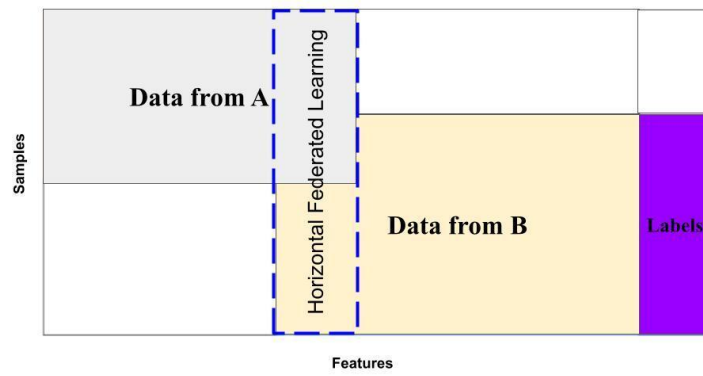 Data from A
Horizontal Federated Learning
Samples
Data from B
Labels
Features